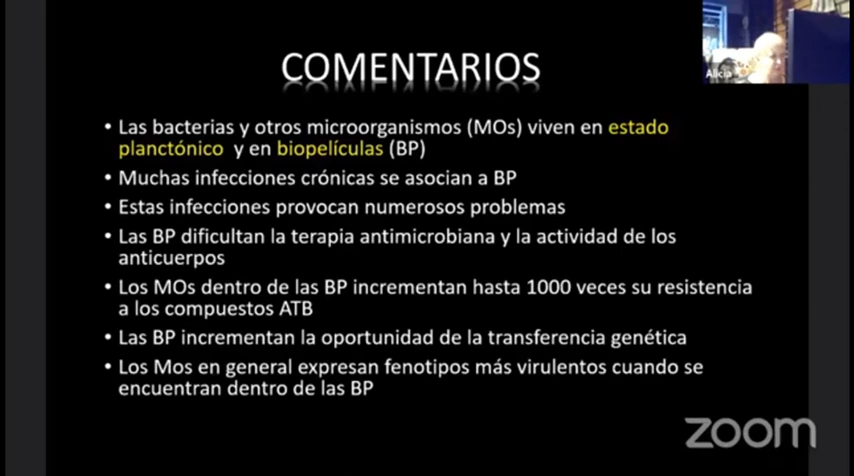 COMENTARIOS
Alicia
• Las bacterias y otros microorganismos (MOs) viven en estado
planctónico y en biopelículas (BP)
• Muchas infecciones crónicas se asocian a BP
• Estas infecciones provocan numerosos problemas
• Las BP dificultan la terapia antimicrobiana y la actividad de los
anticuerpos
• Los MOs dentro de las BP incrementan hasta 1000 veces su resistencia
a los compuestos ATB
• Las BP incrementan la oportunidad de la transferencia genética
• Los Mos en general expresan fenotipos más virulentos cuando se
encuentran dentro de las BP
zoom